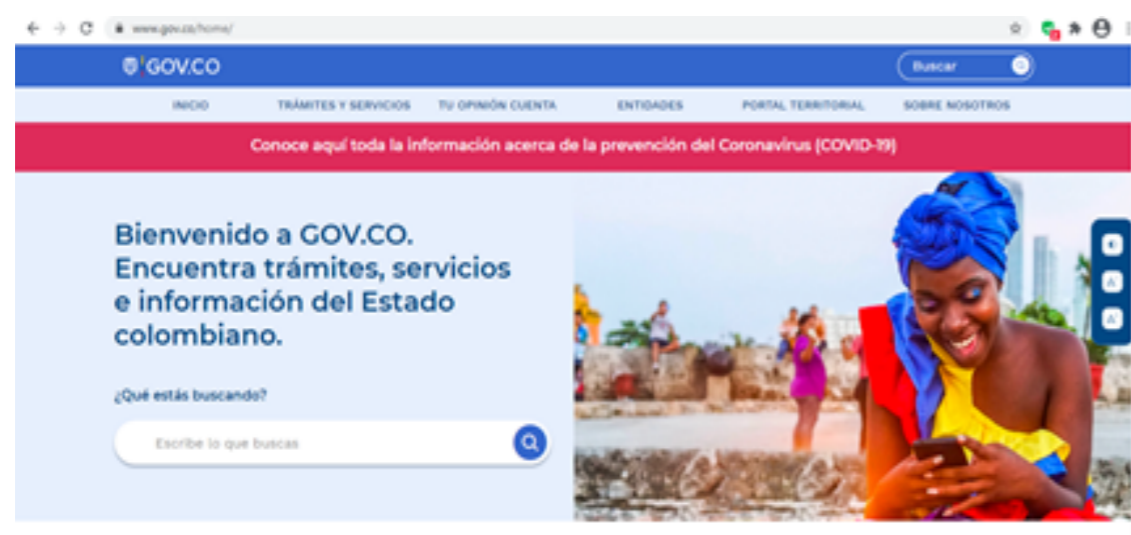 www.gov.co/home/
GOV.CO
Buscar
INICIO TRÁMITES Y SERVICIOS TU OPINIÓN CUENTA ENTIDADES PORTAL TERRITORIAL SOBRE NOSOTROS
Conoce aquí toda la información acerca de la prevención del Coronavirus (COVID-19)
Bienvenido a GOV.CO.
Encuentra trámites, servicios
e información del Estado
colombiano.
¿Qué estás buscando?
Escribe lo que buscas